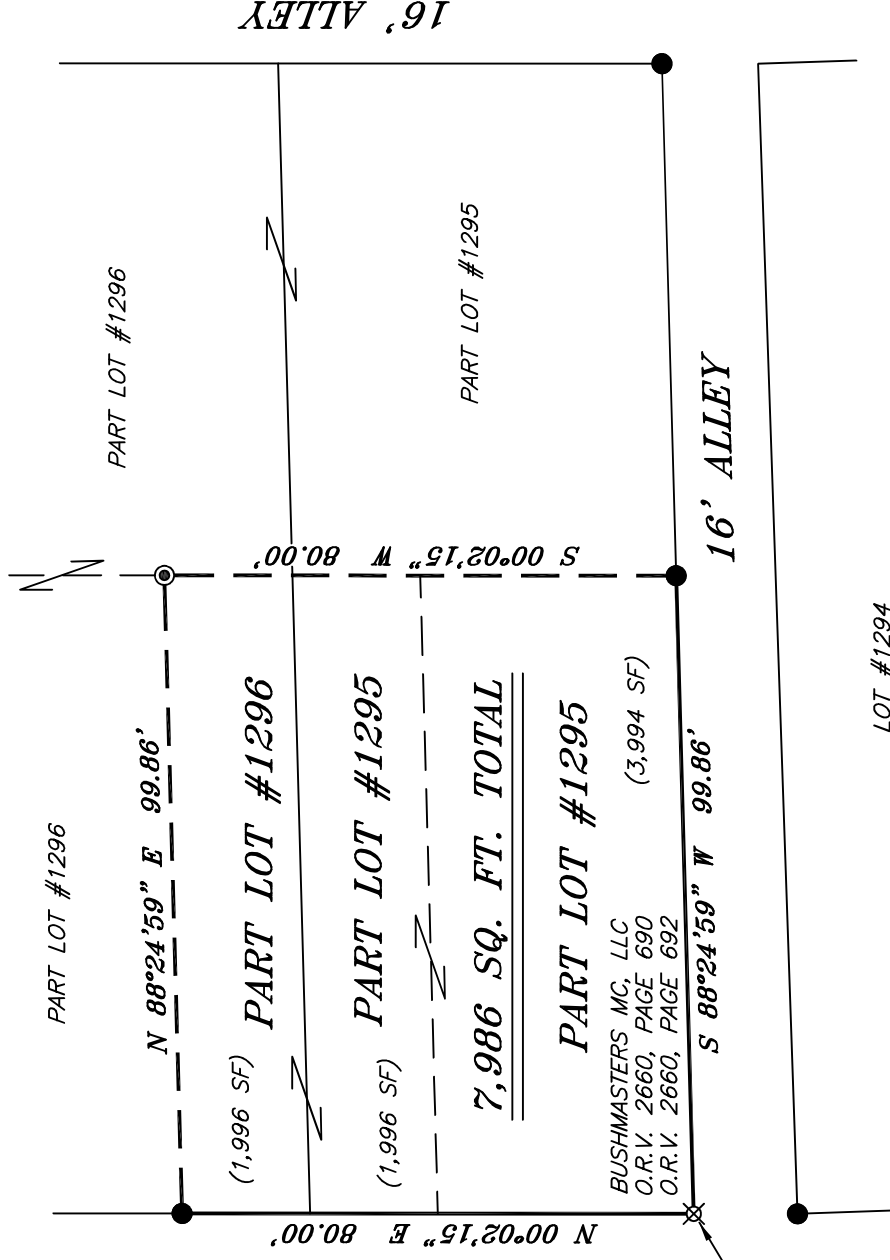 16' ALLEY
PART LOT #1296
PART LOT #1295
S 00°02'15" W 80.00'
16' ALLEY
LOT #1294
PART LOT #1296
N 88°24'59" E 99.86'
PART LOT #1296
(1,996 SF)
PART LOT #1295
(1,996 SF)
7,986 SQ. FT. TOTAL
PART LOT #1295
(3,994 SF)
BUSHMASTERS MC, LLC
O.R.V. 2660, PAGE 690
O.R.V. 2660, PAGE 692
S 88°24'59" W 99.86'
N 00°02'15" E 80.00'